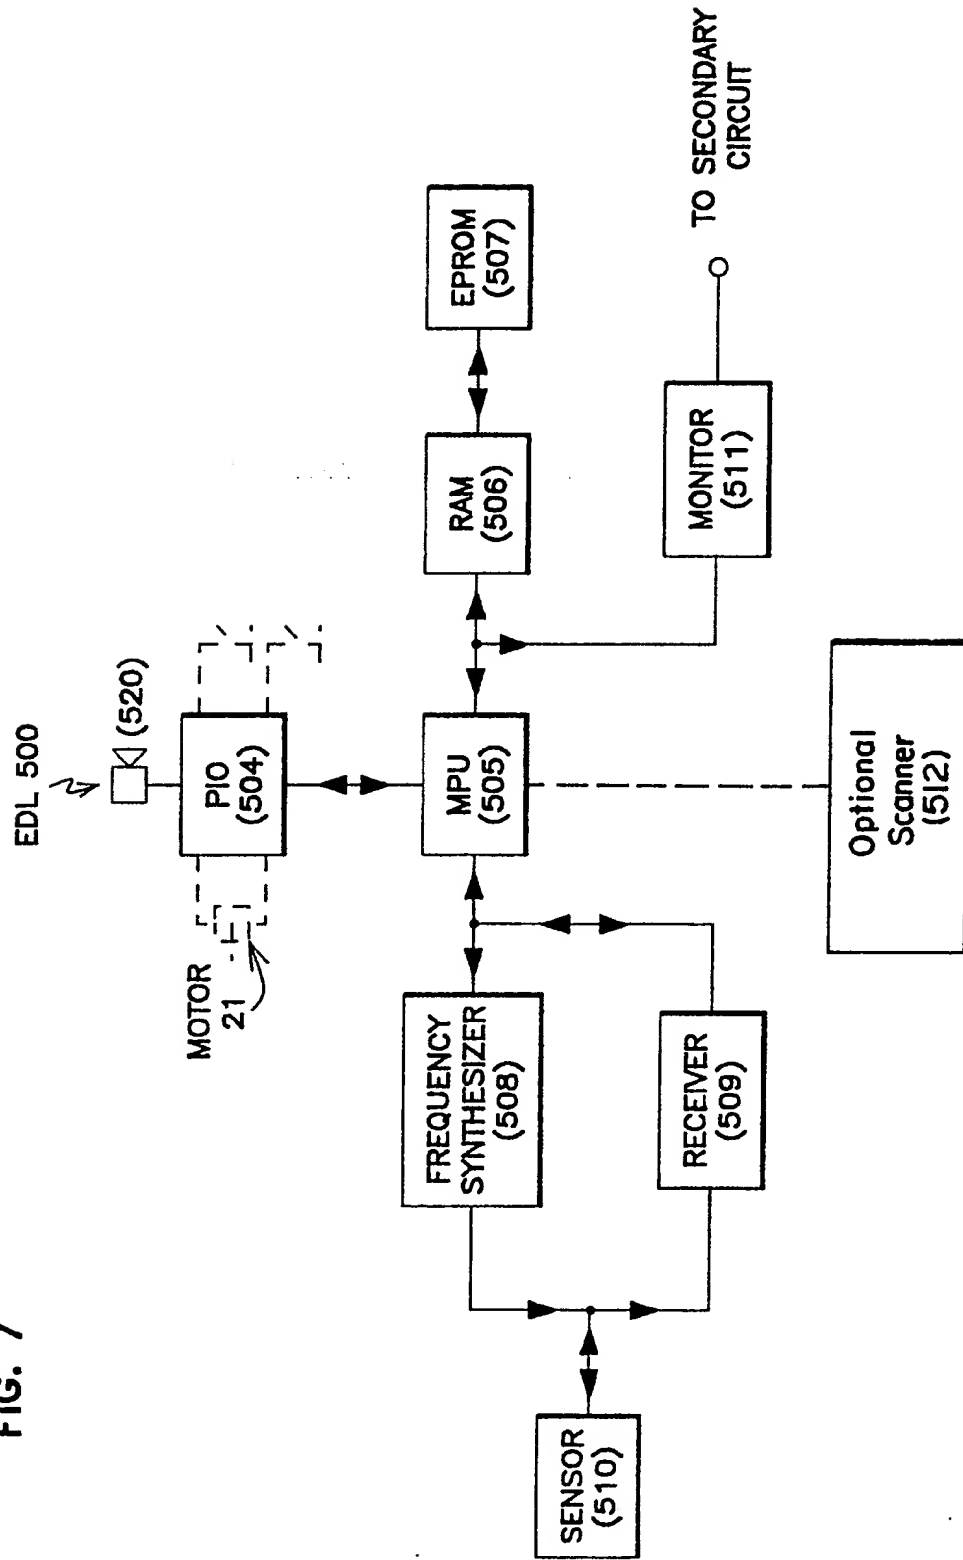 FIG. 7
EDL 500
(520)
MOTOR
21
PIO
(504)
FREQUENCY
SYNTHESIZER
(508)
MPU
(505)
RAM
(506)
EPROM
(507)
SENSOR
(510)
RECEIVER
(509)
MONITOR
(511)
TO SECONDARY
CIRCUIT
Optional
Scanner
(512)